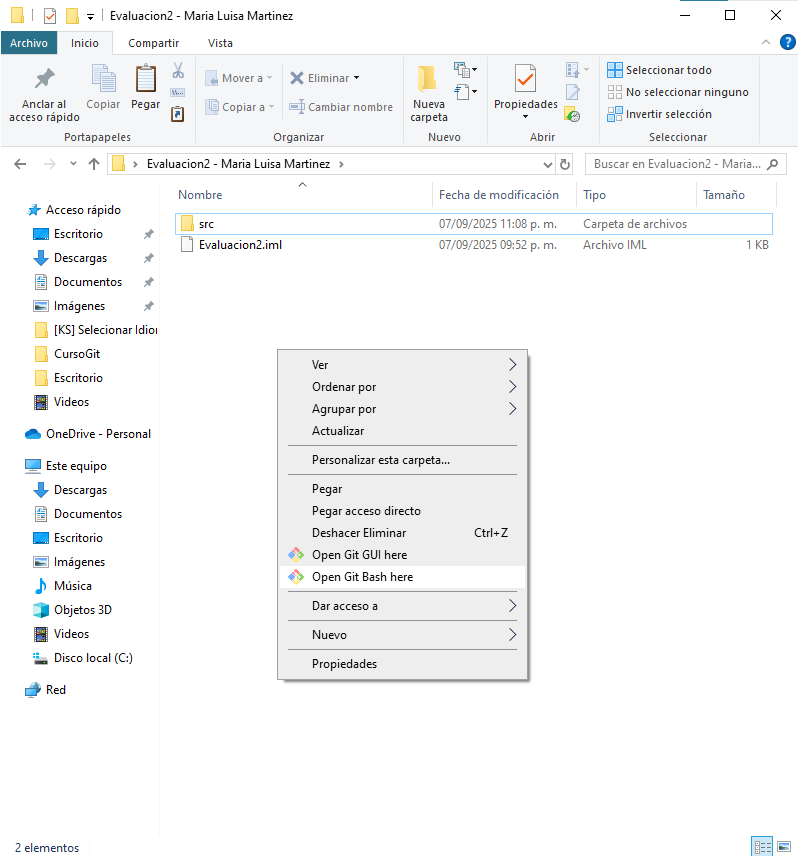 Evaluacion2 - Maria Luisa Martinez
Archivo Inicio Compartir Vista
Anclar al acceso rápido
Copiar
Pegar
Portapapeles
Mover a
Copiar a
Eliminar
Cambiar nombre
Organizar
Nueva carpeta
Nuevo
Propiedades
Abrir
Seleccionar todo
No seleccionar ninguno
Invertir selección
Seleccionar
Evaluacion2 - Maria Luisa Martinez
Buscar en Evaluacion2 - Maria...
Nombre Fecha de modificación Tipo Tamaño
src 07/09/2025 11:08 p. m. Carpeta de archivos
Evaluacion2.iml 07/09/2025 09:52 p. m. Archivo IML 1 KB
Acceso rápido
Escritorio
Descargas
Documentos
Imágenes
[KS] Selecionar Idior
CursoGit
Escritorio
Videos
OneDrive - Personal
Este equipo
Descargas
Documentos
Escritorio
Imágenes
Música
Objetos 3D
Videos
Disco local (C:)
Red
Ver
Ordenar por
Agrupar por
Actualizar
Personalizar esta carpeta...
Pegar
Pegar acceso directo
Deshacer Eliminar Ctrl+Z
Open Git GUI here
Open Git Bash here
Dar acceso a
Nuevo
Propiedades
2 elementos